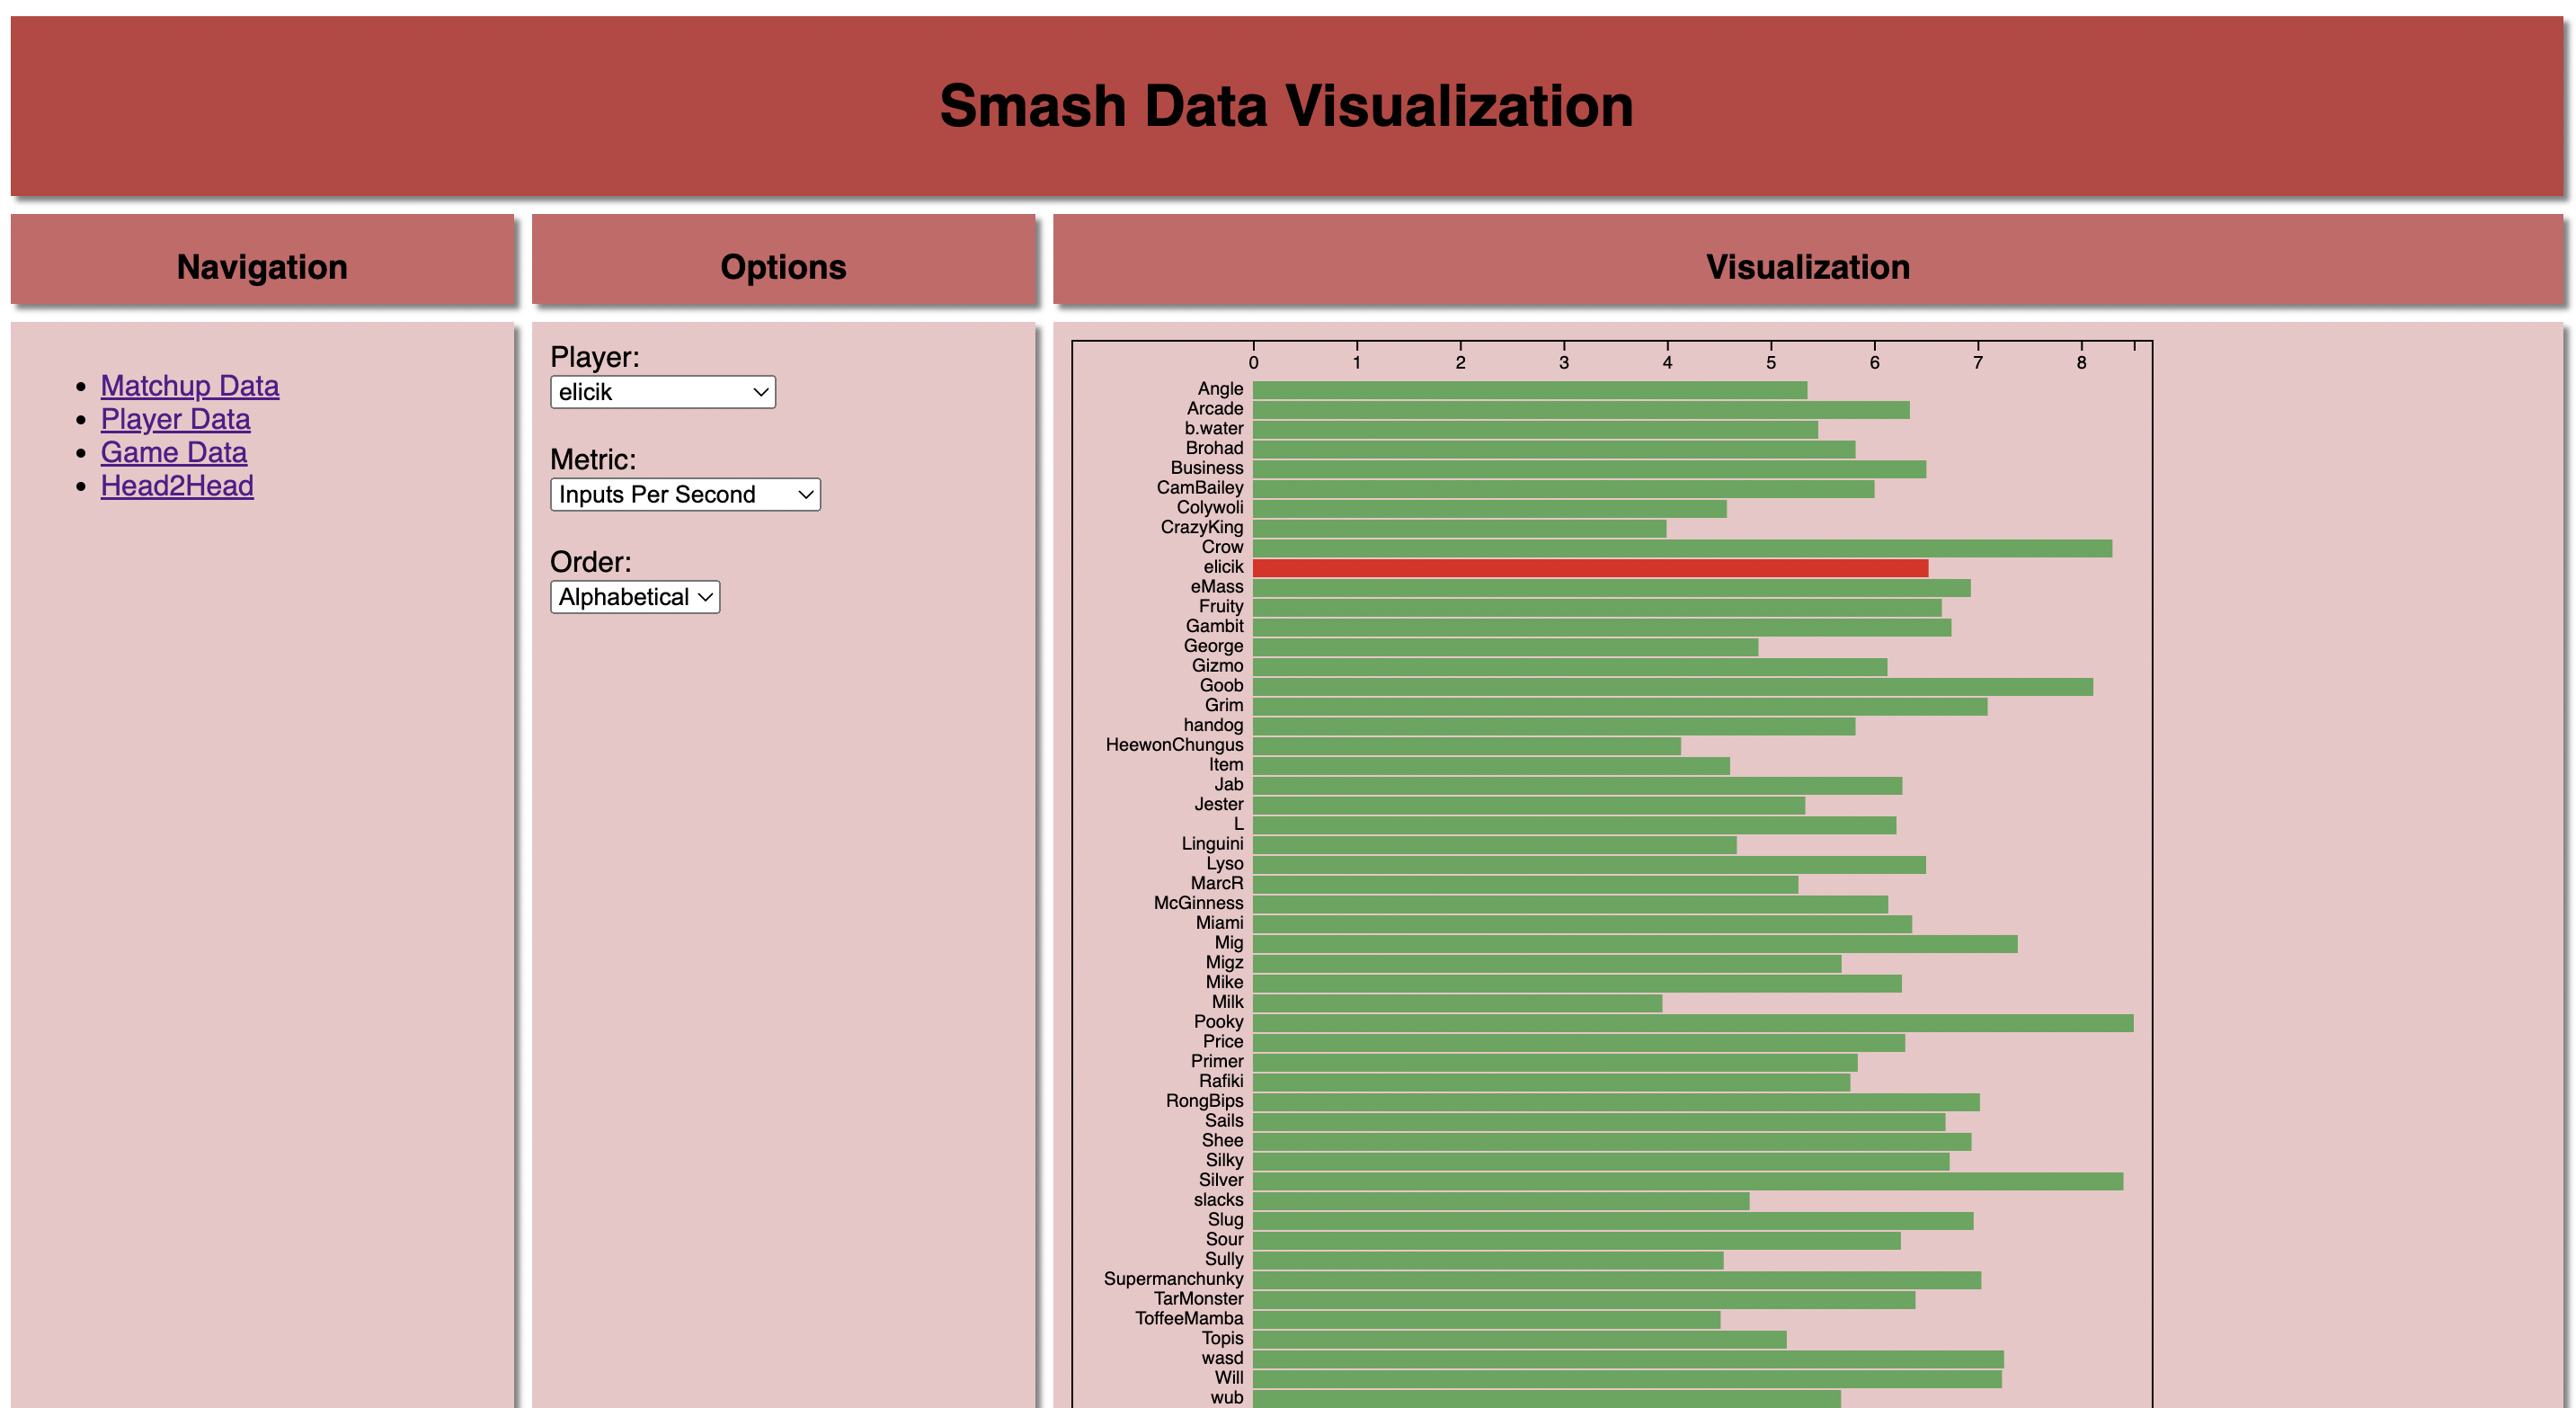 Smash Data Visualization
Navigation
Options
Visualization
Matchup Data
Player Data
Game Data
Head2Head
Player:
elicik
Metric:
Inputs Per Second
Order:
Alphabetical
0 1 2 3 4 5 6 7 8
Angle
Arcade
b.water
Brohad
Business
CamBailey
Colywoli
CrazyKing
Crow
elicik
eMass
Fruity
Gambit
George
Gizmo
Goob
Grim
handog
HeewonChungus
Item
Jab
Jester
L
Linguini
Lyso
MarcR
McGinness
Miami
Mig
Migz
Mike
Milk
Pooky
Price
Primer
Rafiki
RongBips
Sails
Shee
Silky
Silver
slacks
Slug
Sour
Sully
Supermanchunky
TarMonster
ToffeeMamba
Topis
wasd
Will
wub